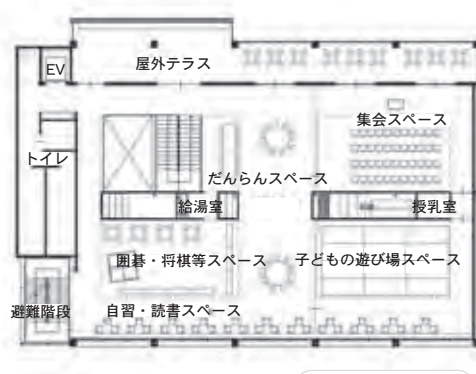 屋外テラス
EV
集会スペース
トイレ
だんらんスペース
給湯室
授乳室
囲碁・将棋等スペース
子どもの遊び場スペース
避難階段
自習・読書スペース